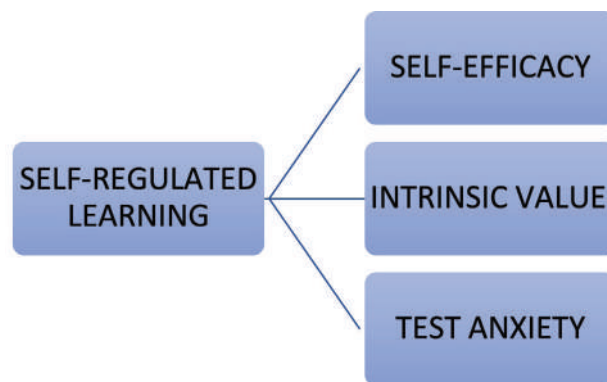 SELF-EFFICACY
SELF-REGULATED
LEARNING
INTRINSIC VALUE
TEST ANXIETY